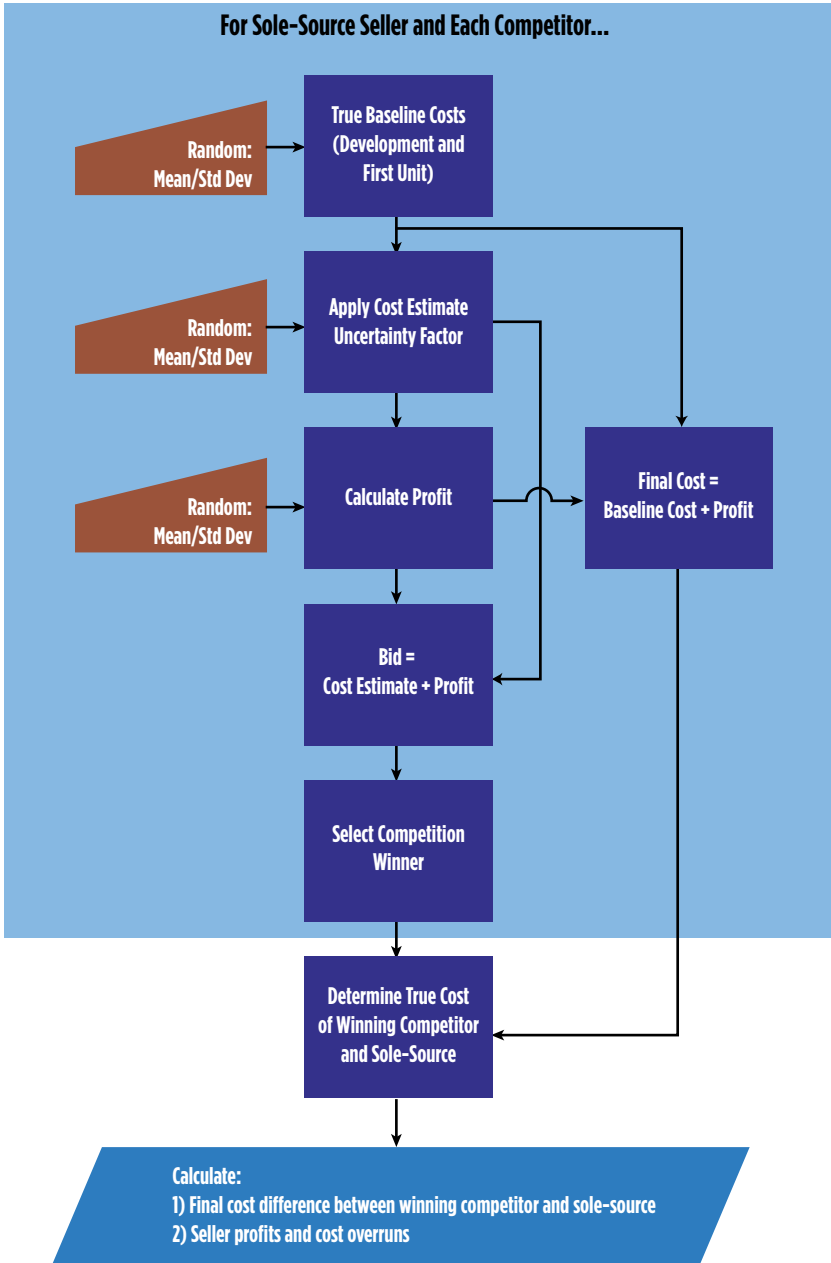 For Sole-Source Seller and Each Competitor...
True Baseline Costs
(Development and
First Unit)
Random:
Mean/Std Dev
Apply Cost Estimate
Uncertainty Factor
Random:
Mean/Std Dev
Calculate Profit
Random:
Mean/Std Dev
Final Cost =
Baseline Cost + Profit
Bid =
Cost Estimate + Profit
Select Competition
Winner
Determine True Cost
of Winning Competitor
and Sole-Source
Calculate:
1) Final cost difference between winning competitor and sole-source
2) Seller profits and cost overruns